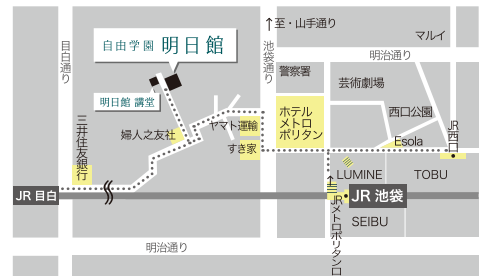 ↑至・山手通り
マルイ
目白通り
自由学園 明日館
池袋通り
明治通り
警察署
芸術劇場
明日館 講堂
ホテル
メトロ
ポリタン
西口公園
三井住友銀行
婦人之友社
ヤマト運輸
すき家
Esola
JR西口
LUMINE
TOBU
JR 目白
JR 池袋
JRメトロポリタン口
SEIBU
明治通り